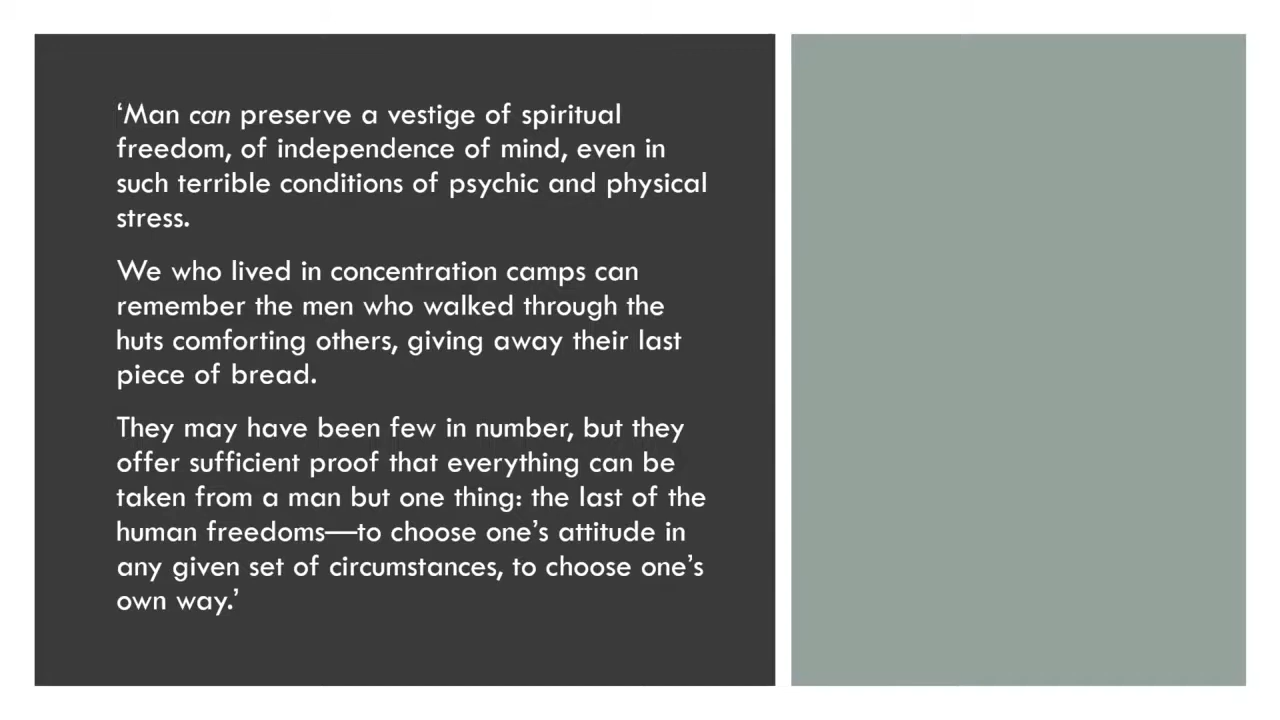 ‘Man can preserve a vestige of spiritual
freedom, of independence of mind, even in
such terrible conditions of psychic and physical
stress.
We who lived in concentration camps can
remember the men who walked through the
huts comforting others, giving away their last
piece of bread.
They may have been few in number, but they
offer sufficient proof that everything can be
taken from a man but one thing: the last of the
human freedoms—to choose one’s attitude in
any given set of circumstances, to choose one’s
own way.’